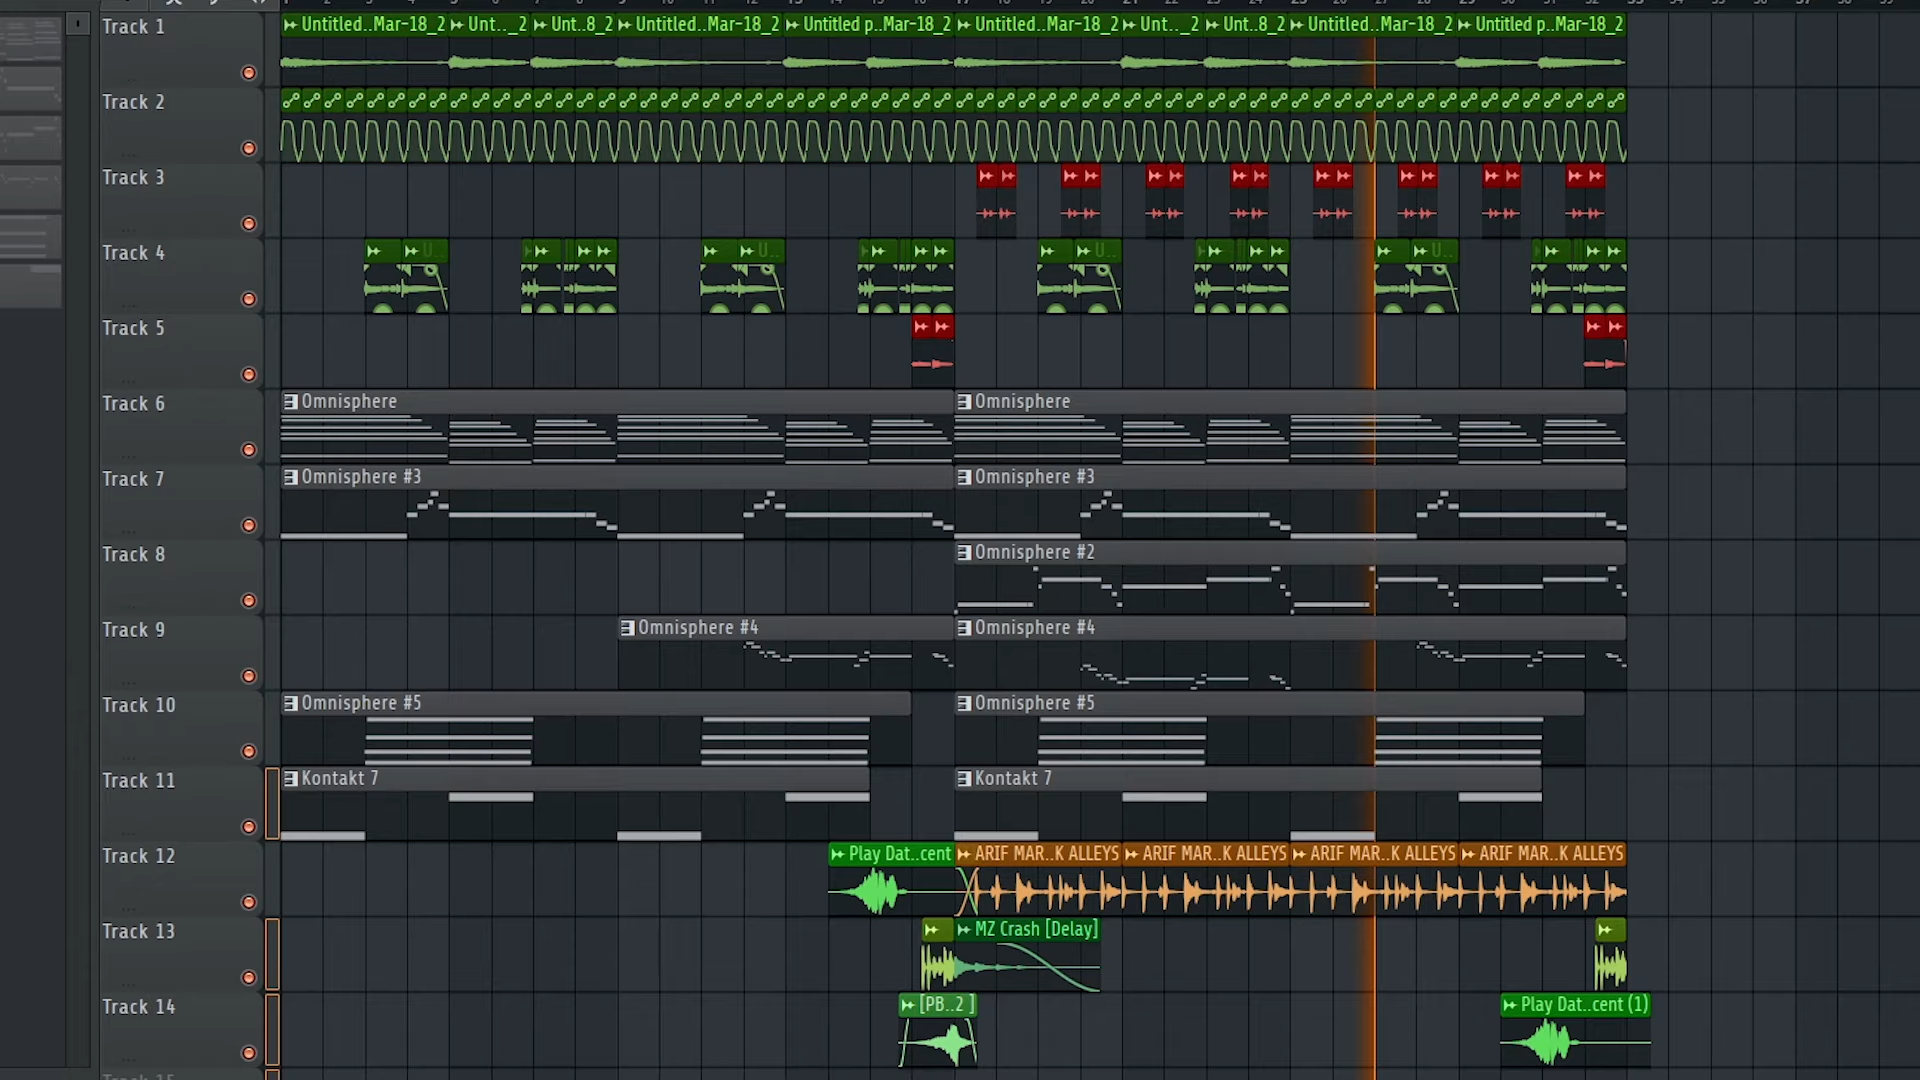 Track 1
Untitled..Mar-18_2 Unt.._2 Unt..8_2 Untitled..Mar-18_2 Untitled p..Mar-18_2 Untitled..Mar-18_2 Unt.._2 Unt..8_2 Untitled..Mar-18_2 Untitled p..Mar-18_2
Track 2
Track 3
Track 4
U.. U.. U.. U..
Track 5
Track 6
Omnisphere Omnisphere
Track 7
Omnisphere #3 Omnisphere #3
Track 8
Omnisphere #2
Track 9
Omnisphere #4 Omnisphere #4
Track 10
Omnisphere #5 Omnisphere #5
Track 11
Kontakt 7 Kontakt 7
Track 12
Play Dat..cent ARIF MAR..K ALLEYS ARIF MAR..K ALLEYS ARIF MAR..K ALLEYS ARIF MAR..K ALLEYS
Track 13
MZ Crash [Delay]
Track 14
[PB..2 ] Play Dat..cent (1)